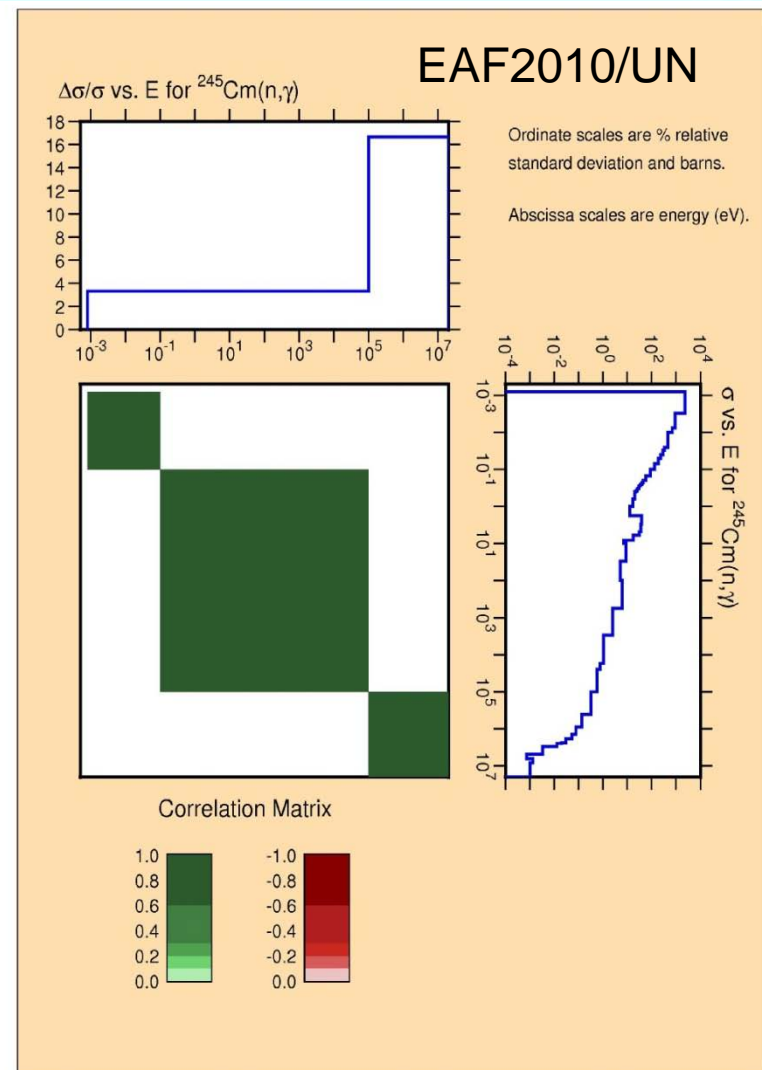 EAF2010/UN
Δσ/σ vs. E for ²⁴⁵Cm(n,γ)
Ordinate scales are % relative
standard deviation and barns.
Abscissa scales are energy (eV).
18
16
14
12
10
8
6
4
2
0
10⁻³ 10⁻¹ 10¹ 10³ 10⁵ 10⁷
10⁻⁴ 10⁻² 10⁰ 10² 10⁴
σ vs. E for ²⁴⁵Cm(n,γ)
10⁻³
10⁻¹
10¹
10³
10⁵
10⁷
Correlation Matrix
1.0 -1.0
0.8 -0.8
0.6 -0.6
0.4 -0.4
0.2 -0.2
0.0 0.0